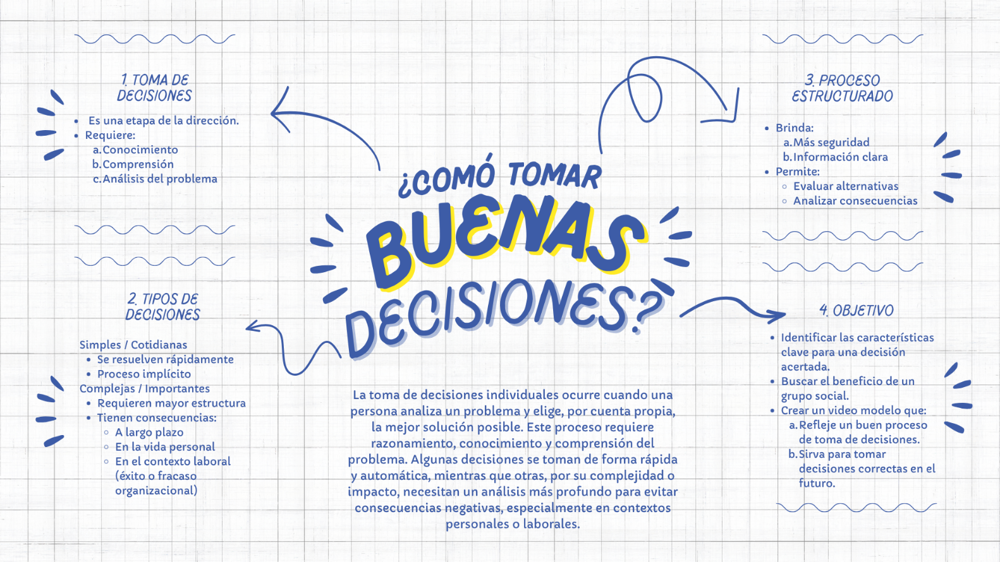 ¿COMÓ TOMAR
BUENAS
DECISIONES?
La toma de decisiones individuales ocurre cuando una
persona analiza un problema y elige, por cuenta propia,
la mejor solución posible. Este proceso requiere
razonamiento, conocimiento y comprensión del
problema. Algunas decisiones se toman de forma rápida
y automática, mientras que otras, por su complejidad o
impacto, necesitan un análisis más profundo para evitar
consecuencias negativas, especialmente en contextos
personales o laborales.
1. TOMA DE
DECISIONES
• Es una etapa de la dirección.
• Requiere:
a. Conocimiento
b. Comprensión
c. Análisis del problema
2. TIPOS DE
DECISIONES
Simples / Cotidianas
• Se resuelven rápidamente
• Proceso implícito
Complejas / Importantes
• Requieren mayor estructura
• Tienen consecuencias:
◦ A largo plazo
◦ En la vida personal
◦ En el contexto laboral
(éxito o fracaso
organizacional)
3. PROCESO
ESTRUCTURADO
• Brinda:
a. Más seguridad
b. Información clara
• Permite:
◦ Evaluar alternativas
◦ Analizar consecuencias
4. OBJETIVO
• Identificar las características
clave para una decisión
acertada.
• Buscar el beneficio de un
grupo social.
• Crear un video modelo que:
a. Refleje un buen proceso
de toma de decisiones.
b. Sirva para tomar
decisiones correctas en el
futuro.